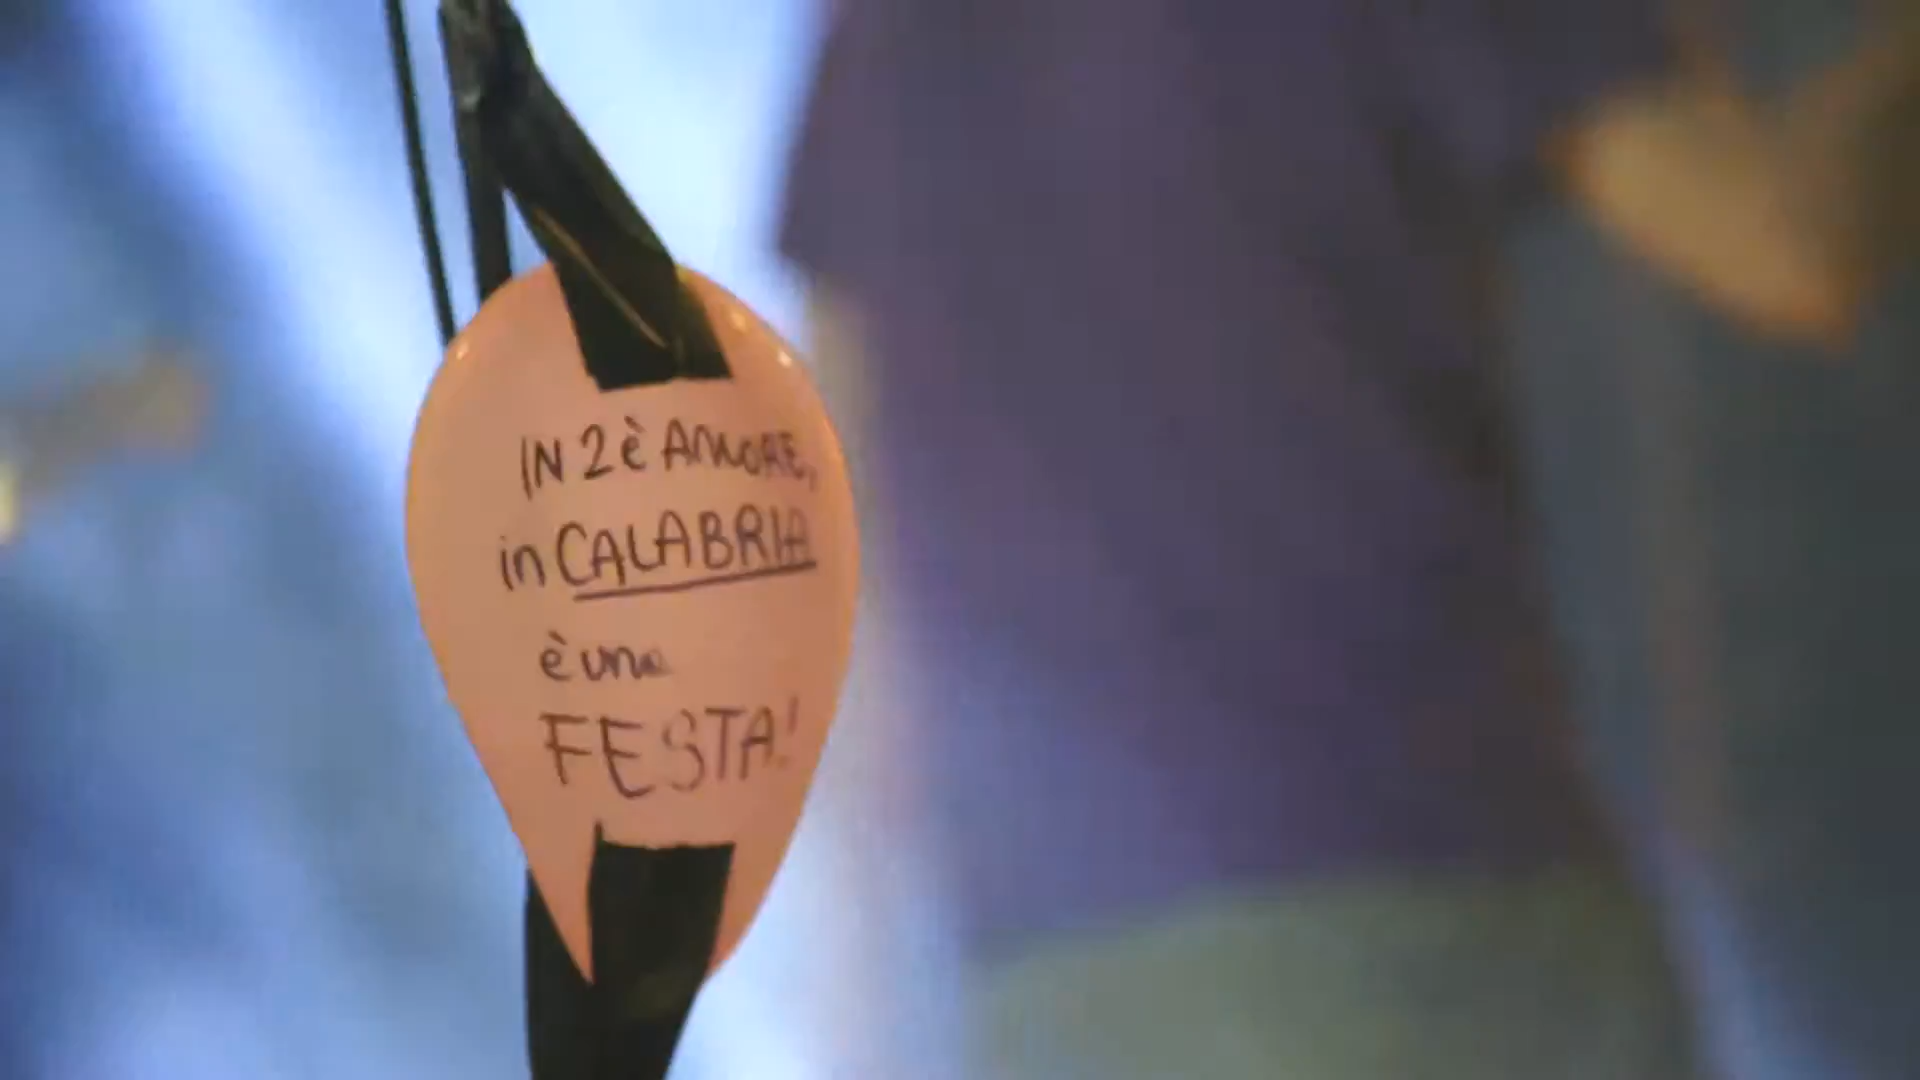 IN 2 è AMORE,
in CALABRIA
è una
FESTA!